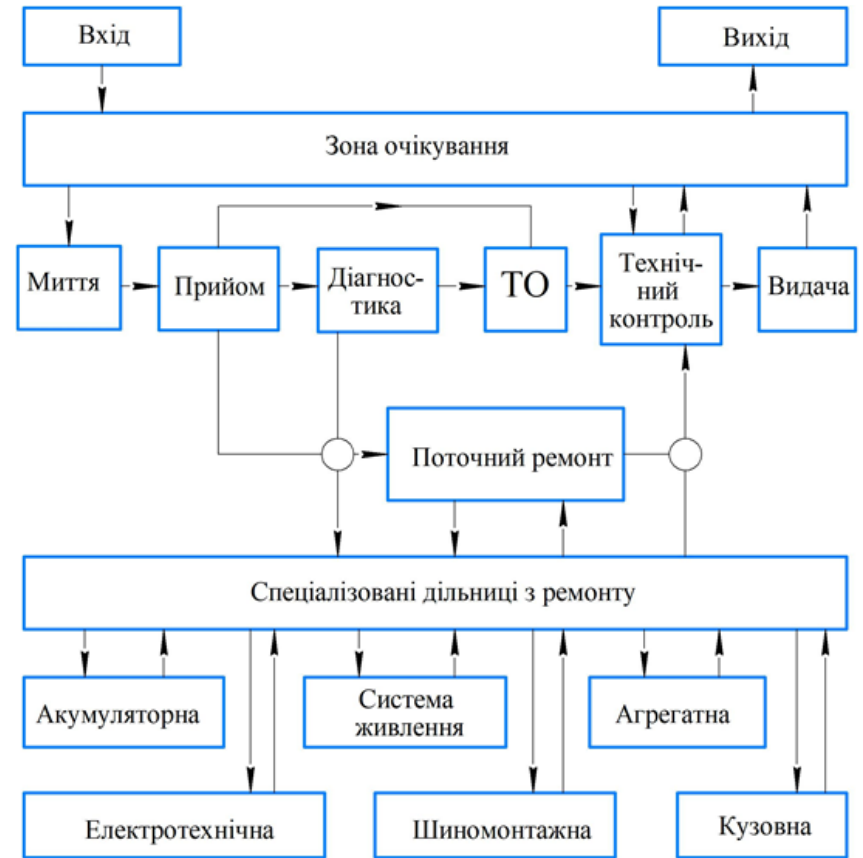 Вхід
Вихід
Зона очікування
Миття
Прийом
Діагнос-
тика
ТО
Техніч-
ний
контроль
Видача
Поточний ремонт
Спеціалізовані дільниці з ремонту
Акумуляторна
Система
живлення
Агрегатна
Електротехнічна
Шиномонтажна
Кузовна